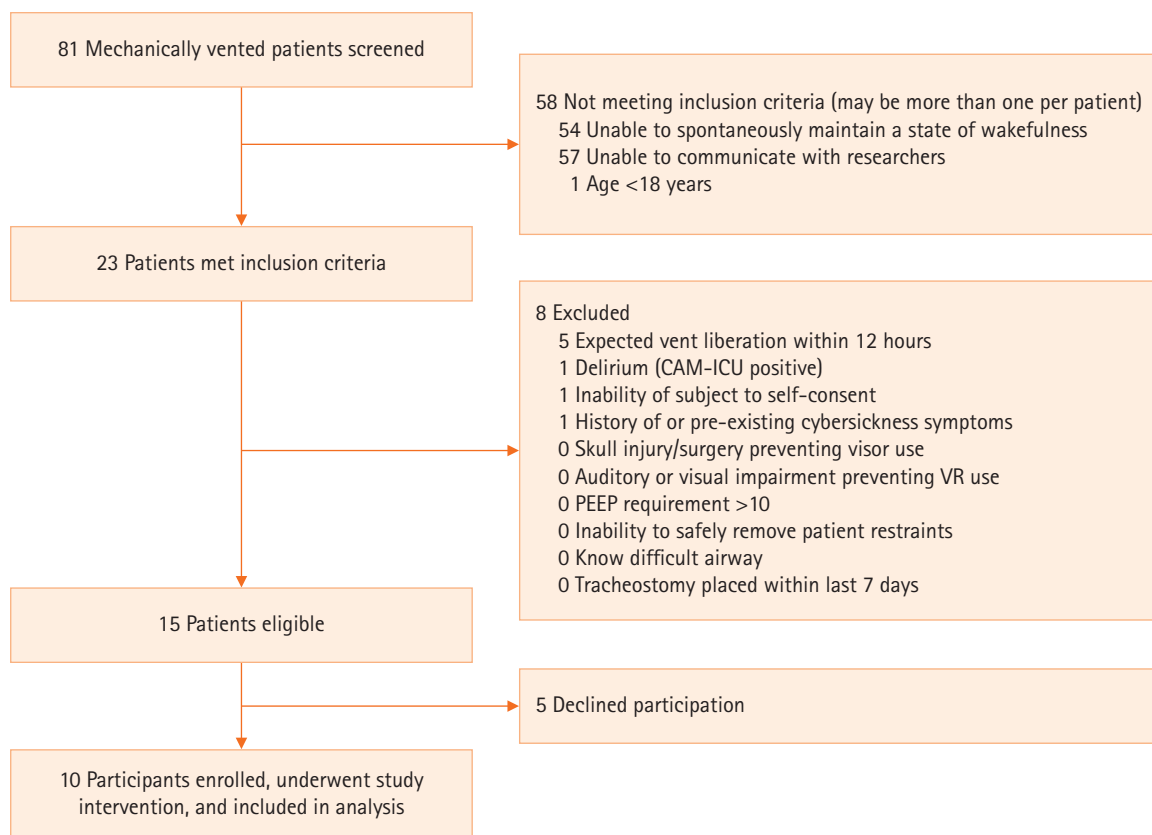 81 Mechanically vented patients screened
58 Not meeting inclusion criteria (may be more than one per patient)
54 Unable to spontaneously maintain a state of wakefulness
57 Unable to communicate with researchers
1 Age <18 years
23 Patients met inclusion criteria
8 Excluded
5 Expected vent liberation within 12 hours
1 Delirium (CAM-ICU positive)
1 Inability of subject to self-consent
1 History of or pre-existing cybersickness symptoms
0 Skull injury/surgery preventing visor use
0 Auditory or visual impairment preventing VR use
0 PEEP requirement >10
0 Inability to safely remove patient restraints
0 Know difficult airway
0 Tracheostomy placed within last 7 days
15 Patients eligible
5 Declined participation
10 Participants enrolled, underwent study
intervention, and included in analysis